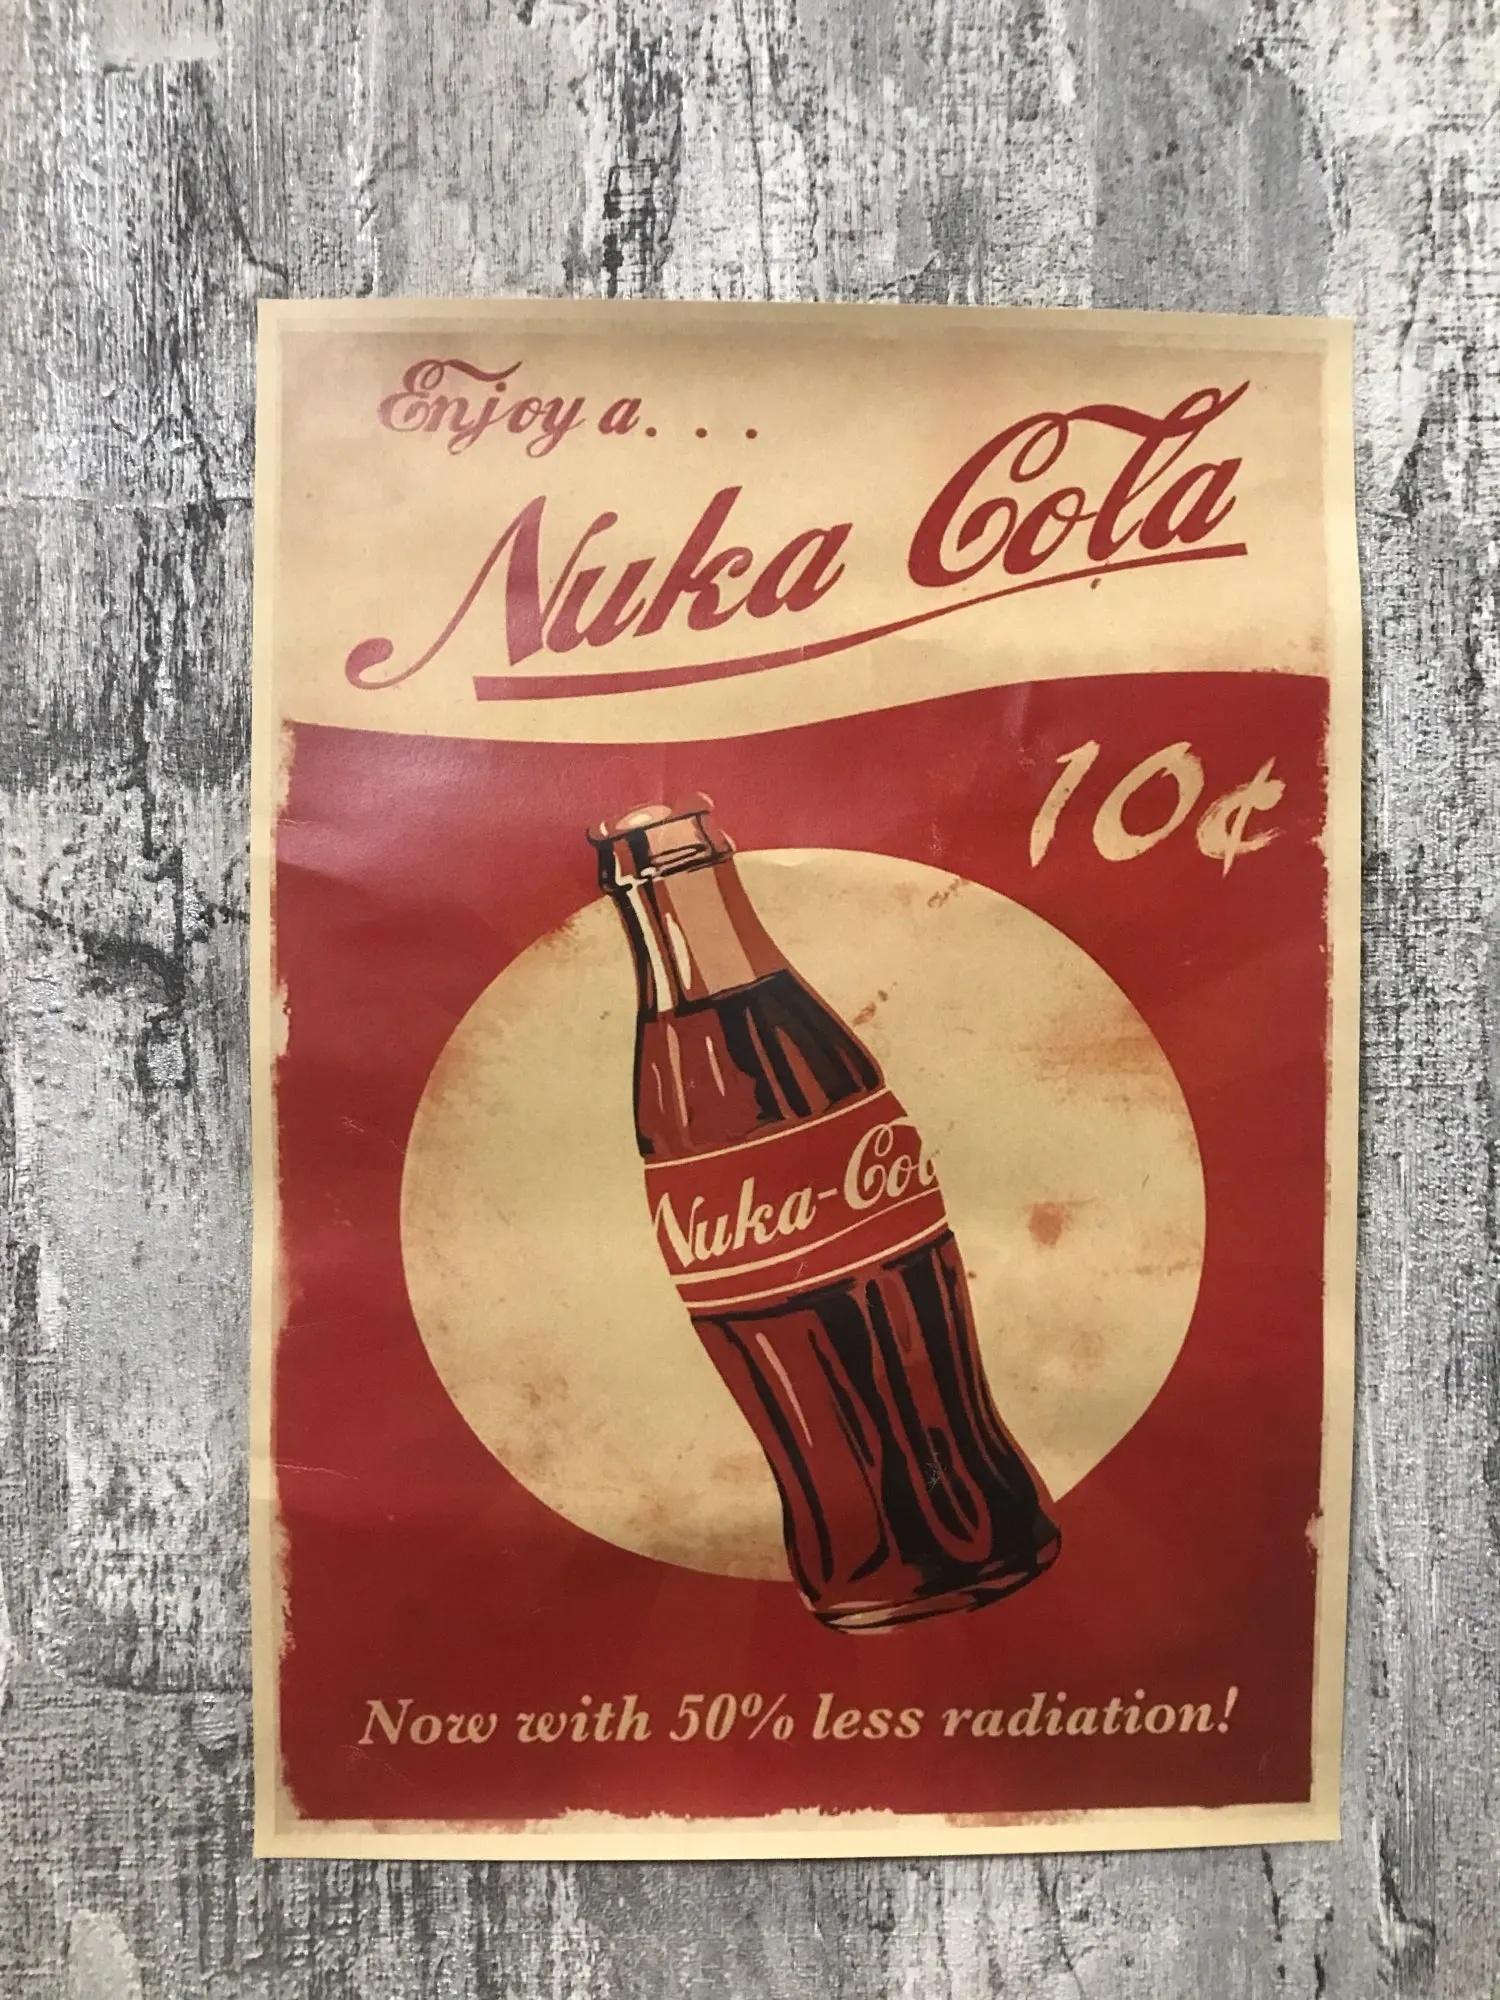 Enjoy a. . . .
Nuka Cola
10¢
Nuka-Col
Now with 50% less radiation!